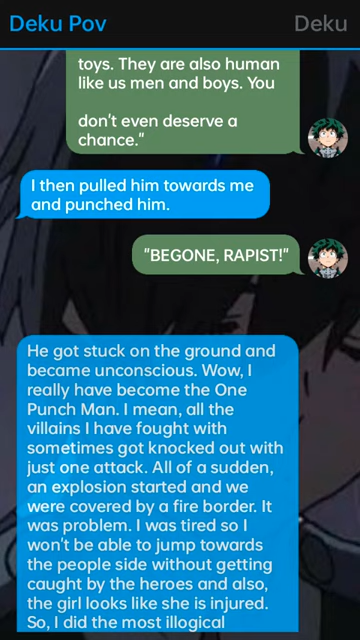 Deku Pov
Deku
toys. They are also human
like us men and boys. You
don't even deserve a
chance."
I then pulled him towards me
and punched him.
"BEGONE, RAPIST!"
He got stuck on the ground and
became unconscious. Wow, I
really have become the One
Punch Man. I mean, all the
villains I have fought with
sometimes got knocked out with
just one attack. All of a sudden,
an explosion started and we
were covered by a fire border. It
was problem. I was tired so I
won't be able to jump towards
the people side without getting
caught by the heroes and also,
the girl looks like she is injured.
So, I did the most illogical